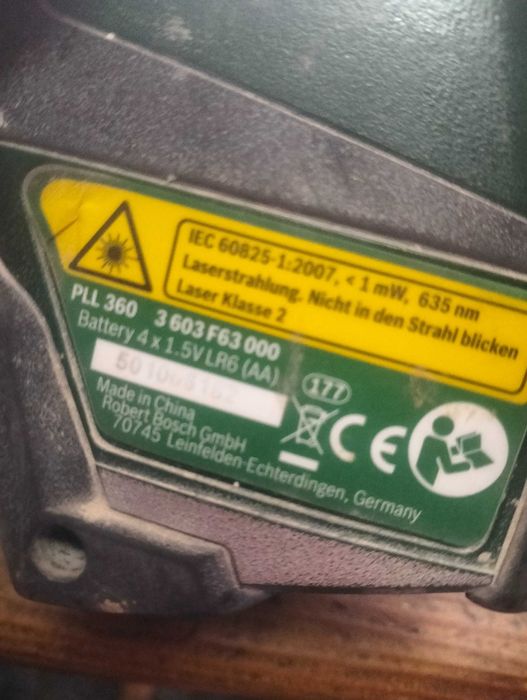 IEC 60825-1:2007, < 1 mW, 635 nm
Laserstrahlung. Nicht in den Strahl blicken
Laser Klasse 2
PLL 360 3 603 F63 000
Battery 4 x 1.5V LR6 (AA)
177
Made in China
Robert Bosch GmbH
70745 Leinfelden-Echterdingen, Germany
CE